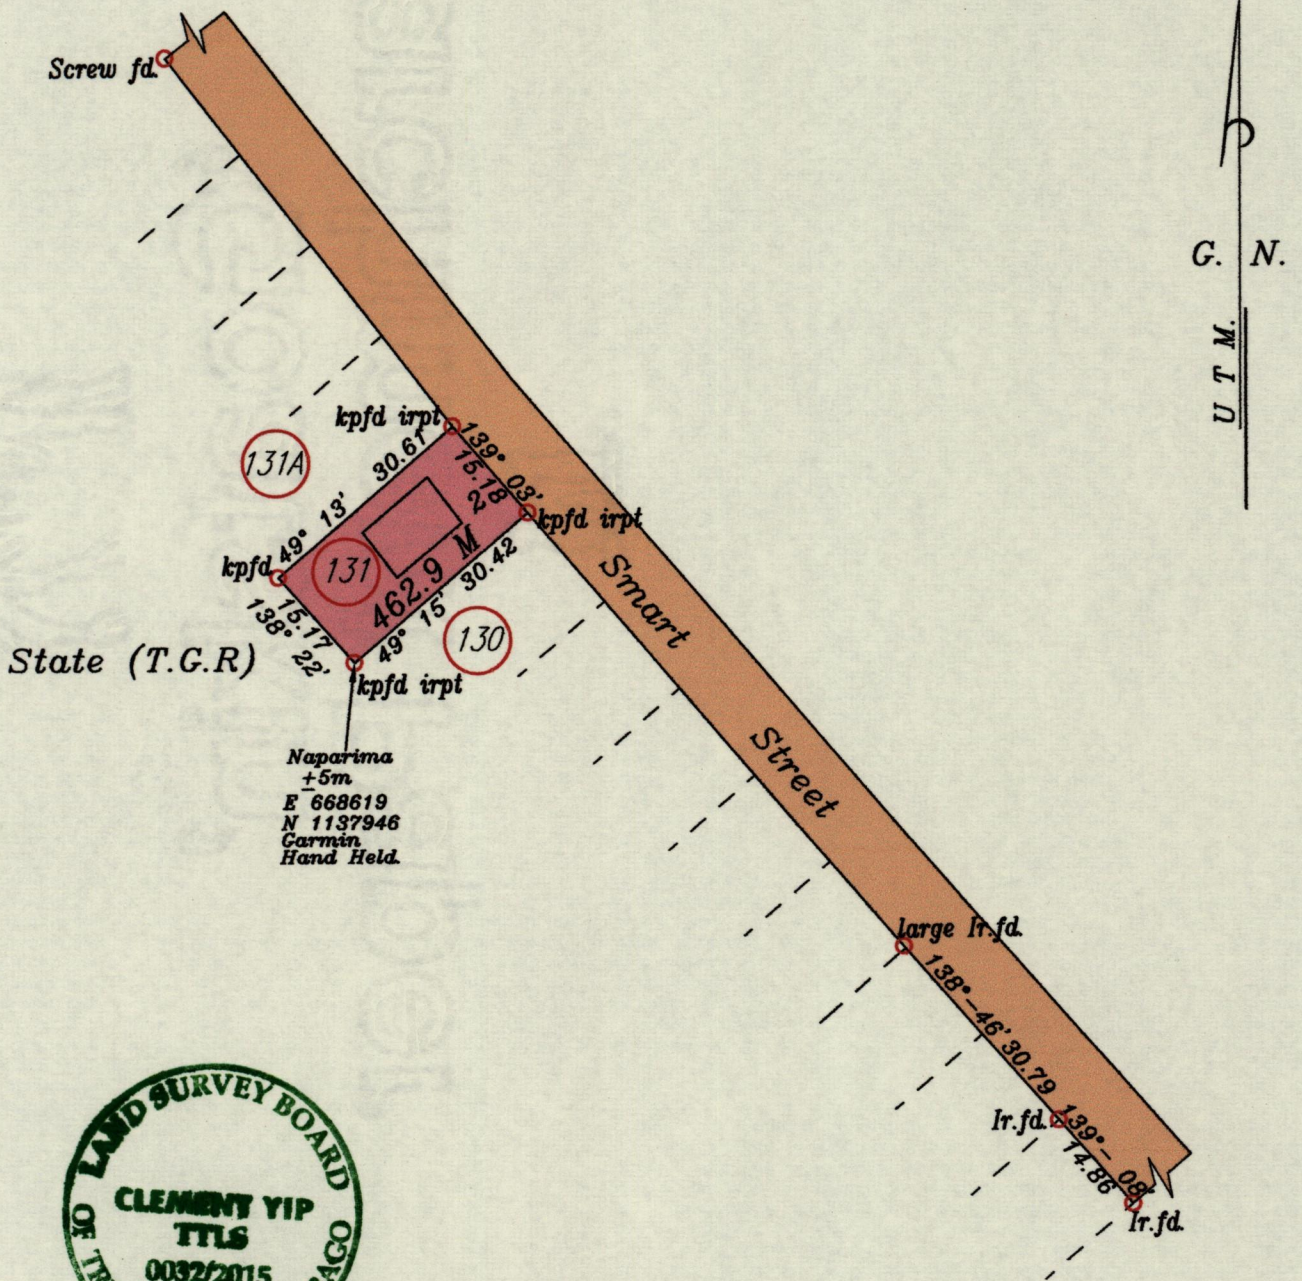 Screw fd.
G. N.
U T M.
kpfd irpt
131A
49° 13' 30.61
139° 03'
15.18
kpfd irpt
kpfd
131
462.9 M2
49° 15' 30.42
15.17
138° 22'
130
State (T.G.R)
kpfd irpt
Smart Street
Naparima
±5m
E 668619
N 1137946
Garmin
Hand Held.
large Ir.fd.
138°-46' 30.79
Ir.fd.
139°-08'
14.86
Ir.fd.
LAND SURVEY BOARD
OF
CLEMENT YIP
TTLS
0032/2015